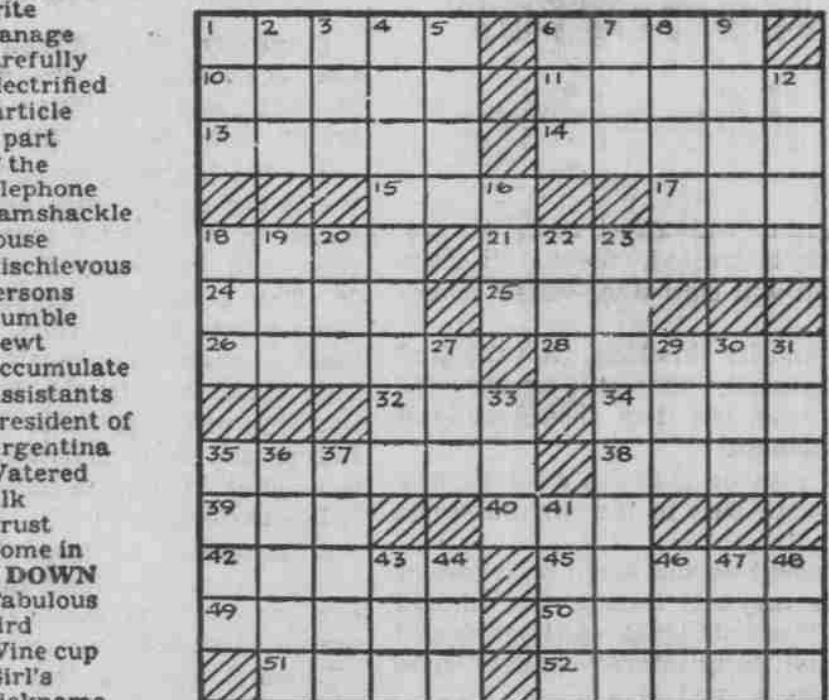 rite
anage
refully
lectrified
article
part
the
lephone
amshackle
ouse
ischievous
ersons
umble
ewt
ccumulate
ssistants
resident of
rgentina
atered
lk
rust
ome in
DOWN
abulous
ird
ine cup
irl's
1 2 3 4 5 6 7 8 9
10 11 12
13 14
15 16 17
18 19 20 21 22 23
24 25
26 27 28 29 30 31
32 33 34
35 36 37 38
39 40 41
42 43 44 45 46 47 48
49 50
51 52